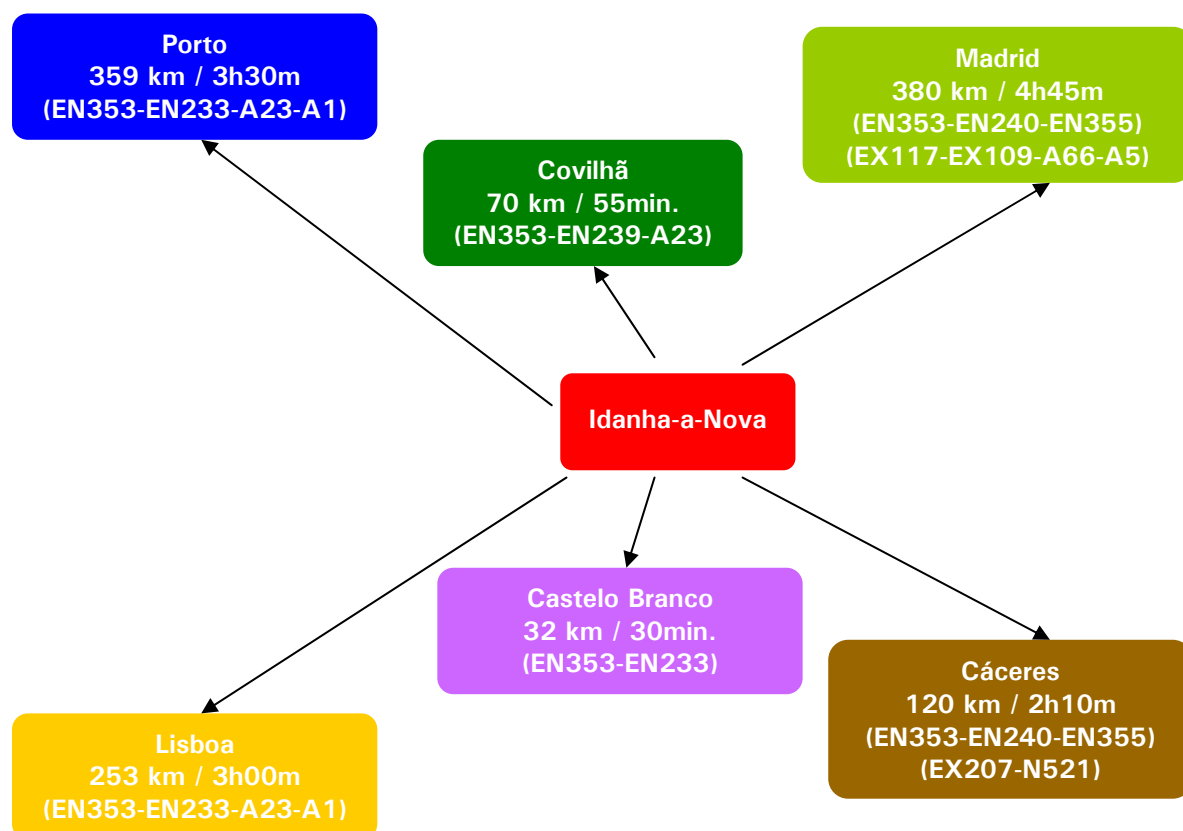 Porto
359 km / 3h30m
(EN353-EN233-A23-A1)
Madrid
380 km / 4h45m
(EN353-EN240-EN355)
(EX117-EX109-A66-A5)
Covilhã
70 km / 55min.
(EN353-EN239-A23)
Idanha-a-Nova
Castelo Branco
32 km / 30min.
(EN353-EN233)
Cáceres
120 km / 2h10m
(EN353-EN240-EN355)
(EX207-N521)
Lisboa
253 km / 3h00m
(EN353-EN233-A23-A1)